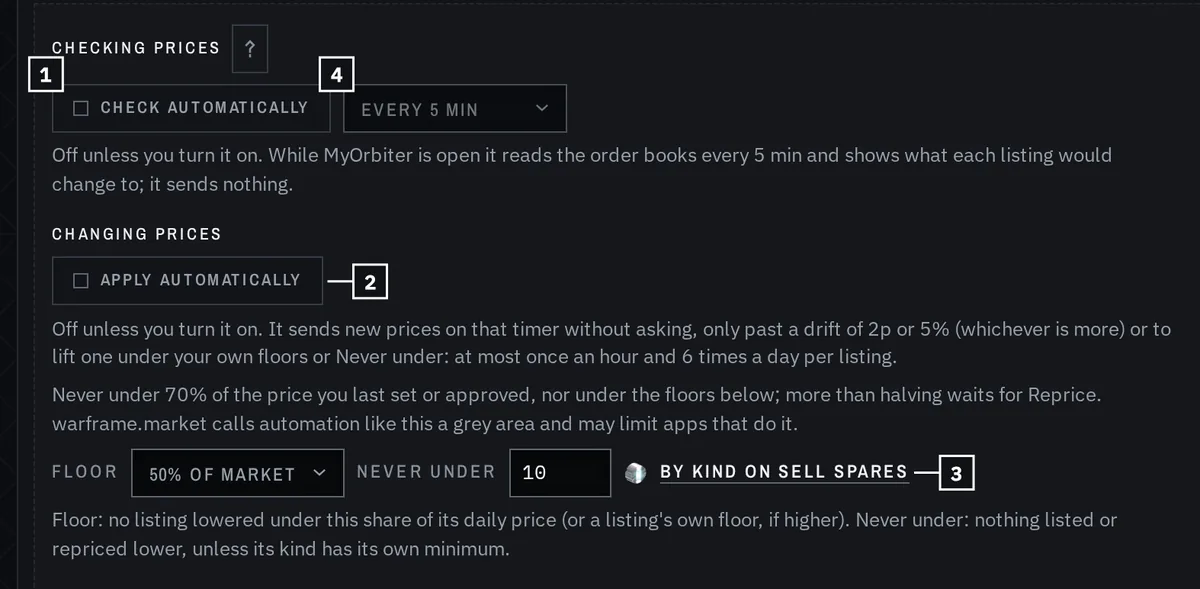 CHECKING PRICES ?
1 4
CHECK AUTOMATICALLY EVERY 5 MIN
Off unless you turn it on. While MyOrbiter is open it reads the order books every 5 min and shows what each listing would
change to; it sends nothing.
CHANGING PRICES
APPLY AUTOMATICALLY 2
Off unless you turn it on. It sends new prices on that timer without asking, only past a drift of 2p or 5% (whichever is more) or to
lift one under your own floors or Never under: at most once an hour and 6 times a day per listing.
Never under 70% of the price you last set or approved, nor under the floors below; more than halving waits for Reprice.
warframe.market calls automation like this a grey area and may limit apps that do it.
FLOOR 50% OF MARKET NEVER UNDER 10 BY KIND ON SELL SPARES 3
Floor: no listing lowered under this share of its daily price (or a listing's own floor, if higher). Never under: nothing listed or
repriced lower, unless its kind has its own minimum.